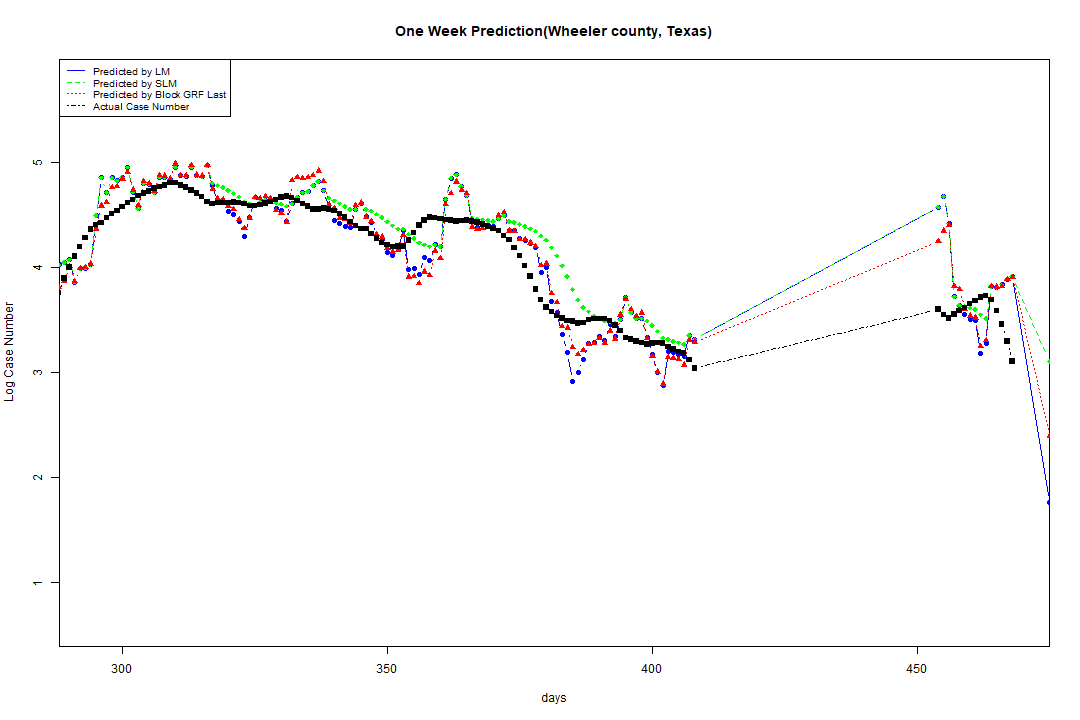 One Week Prediction(Wheeler county, Texas)
Predicted by LM
Predicted by SLM
Predicted by Block GRF Last
Actual Case Number
5
4
3
2
1
Log Case Number
300 350 400 450
days